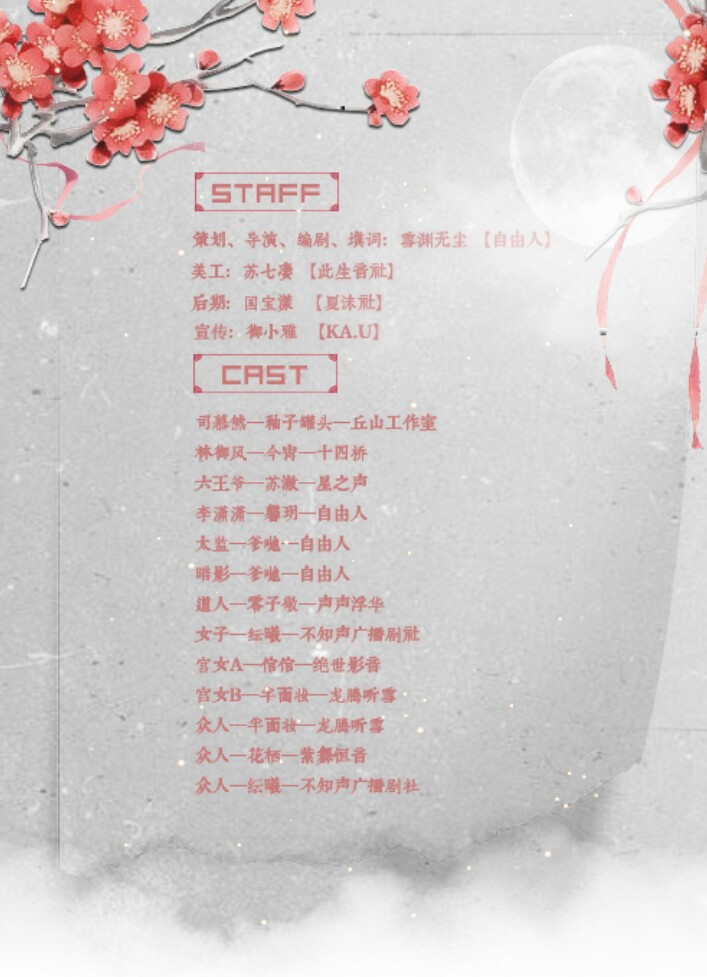 STAFF
策划、导演、编剧、填词：雪渊无尘 【自由人】
美工：苏七凄 【此生音社】
后期：国宝漾 【夏沫社】
宣传：御小雅 【KA.U】
CAST
司慕然—釉子罐头—丘山工作室
林御风—今宵—十四桥
六王爷—苏澈—星之声
李潇潇—馨玥—自由人
太监—爹地—自由人
暗影—爹地—自由人
道人—零子敬—声声浮华
女子—纭曦—不知声广播剧社
宫女A—倌倌—绝世影音
宫女B—半面妆—龙腾听雪
众人—半面妆—龙腾听雪
众人—花栖—紫舞恒音
众人—纭曦—不知声广播剧社